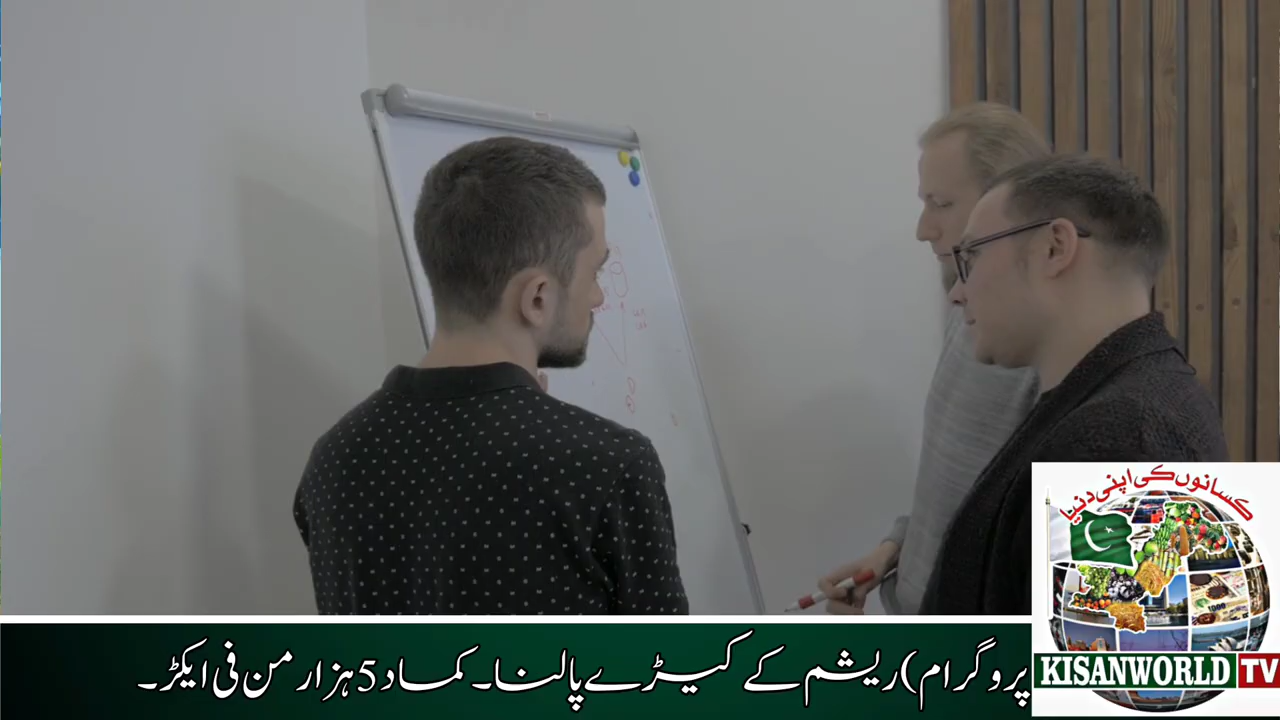 کسانوں کی اپنی دنیا
پروگرام) ریشم کے کیڑے پالنا۔ کماد 5 ہزار من فی ایکڑ۔
KISANWORLD TV